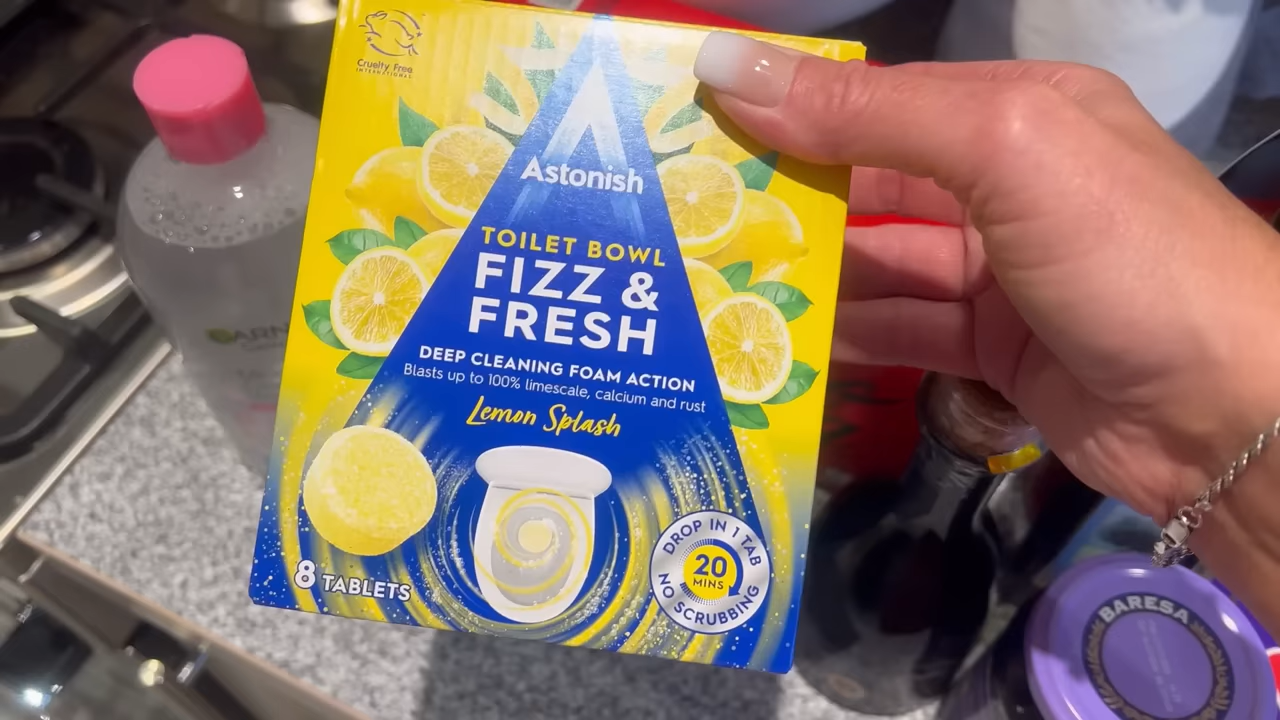 Cruelty Free
INTERNATIONAL
Astonish
TOILET BOWL
FIZZ &
FRESH
DEEP CLEANING FOAM ACTION
Blasts up to 100% limescale, calcium and rust
Lemon Splash
8 TABLETS
DROP IN 1 TAB
20
MINS
NO SCRUBBING
GARN
BARESA